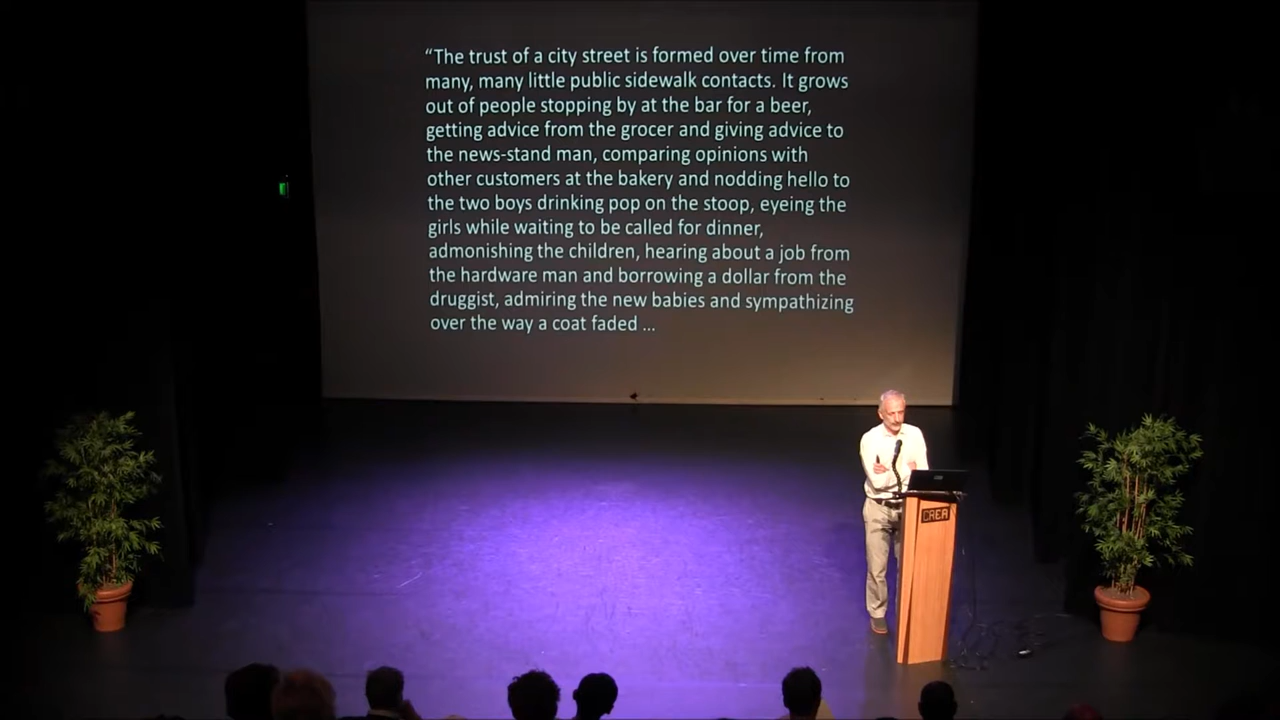 “The trust of a city street is formed over time from
many, many little public sidewalk contacts. It grows
out of people stopping by at the bar for a beer,
getting advice from the grocer and giving advice to
the news-stand man, comparing opinions with
other customers at the bakery and nodding hello to
the two boys drinking pop on the stoop, eyeing the
girls while waiting to be called for dinner,
admonishing the children, hearing about a job from
the hardware man and borrowing a dollar from the
druggist, admiring the new babies and sympathizing
over the way a coat faded ...
CREA